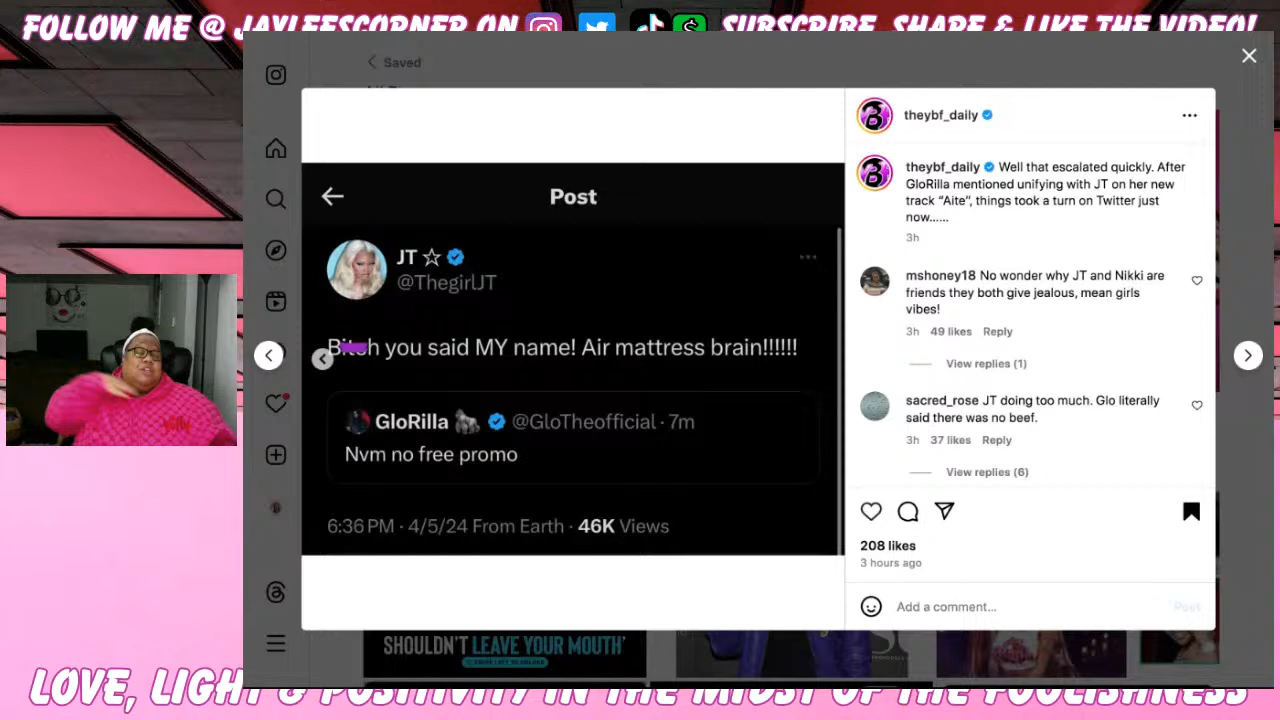 FOLLOW ME @ JAYLEESCORNER ON
SUBSCRIBE, SHARE & LIKE THE VIDEO!
Saved
Post
JT ☆
@ThegirlJT
Bitch you said MY name! Air mattress brain!!!!!!
GloRilla 🦍 @GloTheofficial · 7m
Nvm no free promo
6:36 PM · 4/5/24 From Earth · 46K Views
theybf_daily
theybf_daily Well that escalated quickly. After
GloRilla mentioned unifying with JT on her new
track “Aite”, things took a turn on Twitter just
now......
3h
mshoney18 No wonder why JT and Nikki are
friends they both give jealous, mean girls
vibes!
3h 49 likes Reply
View replies (1)
sacred_rose JT doing too much. Glo literally
said there was no beef.
3h 37 likes Reply
View replies (6)
208 likes
3 hours ago
Add a comment...
Post
SHOULDN'T LEAVE YOUR MOUTH"
LOVE, LIGHT & POSITIVITY IN THE MIDST OF THE FOOLISHNESS